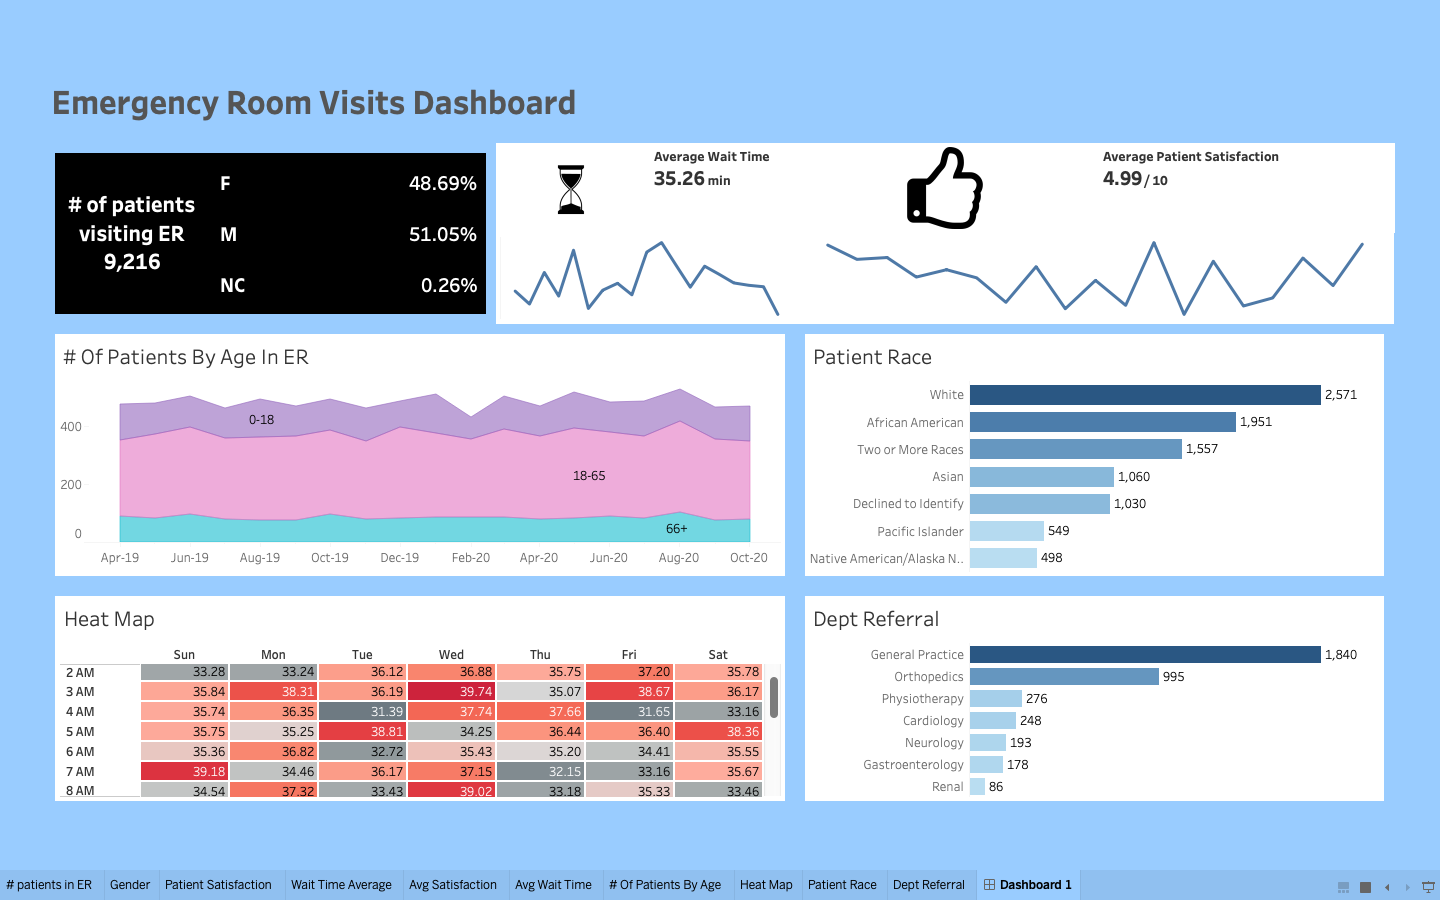 Emergency Room Visits Dashboard
# of patients
visiting ER
9,216
F 48.69%
M 51.05%
NC 0.26%
Average Wait Time
35.26 min
Average Patient Satisfaction
4.99 / 10
# Of Patients By Age In ER
400
200
0
0-18
18-65
66+
Apr-19 Jun-19 Aug-19 Oct-19 Dec-19 Feb-20 Apr-20 Jun-20 Aug-20 Oct-20
Patient Race
White 2,571
African American 1,951
Two or More Races 1,557
Asian 1,060
Declined to Identify 1,030
Pacific Islander 549
Native American/Alaska N.. 498
Heat Map
Sun Mon Tue Wed Thu Fri Sat
2 AM 33.28 33.24 36.12 36.88 35.75 37.20 35.78
3 AM 35.84 38.31 36.19 39.74 35.07 38.67 36.17
4 AM 35.74 36.35 31.39 37.74 37.66 31.65 33.16
5 AM 35.75 35.25 38.81 34.25 36.44 36.40 38.36
6 AM 35.36 36.82 32.72 35.43 35.20 34.41 35.55
7 AM 39.18 34.46 36.17 37.15 32.15 33.16 35.67
8 AM 34.54 37.32 33.43 39.02 33.18 35.33 33.46
Dept Referral
General Practice 1,840
Orthopedics 995
Physiotherapy 276
Cardiology 248
Neurology 193
Gastroenterology 178
Renal 86
# patients in ER Gender Patient Satisfaction Wait Time Average Avg Satisfaction Avg Wait Time # Of Patients By Age Heat Map Patient Race Dept Referral Dashboard 1